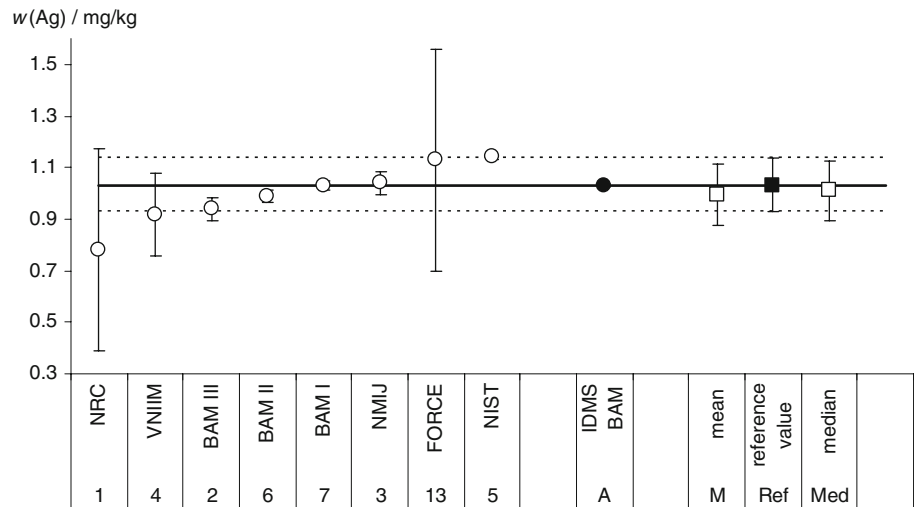 w(Ag) / mg/kg
1.5
1.3
1.1
0.9
0.7
0.5
0.3
NRC
VNIIM
BAM III
BAM II
BAM I
NMIJ
FORCE
NIST
IDMS
BAM
mean
reference
value
median
1 4 2 6 7 3 13 5 A M Ref Med